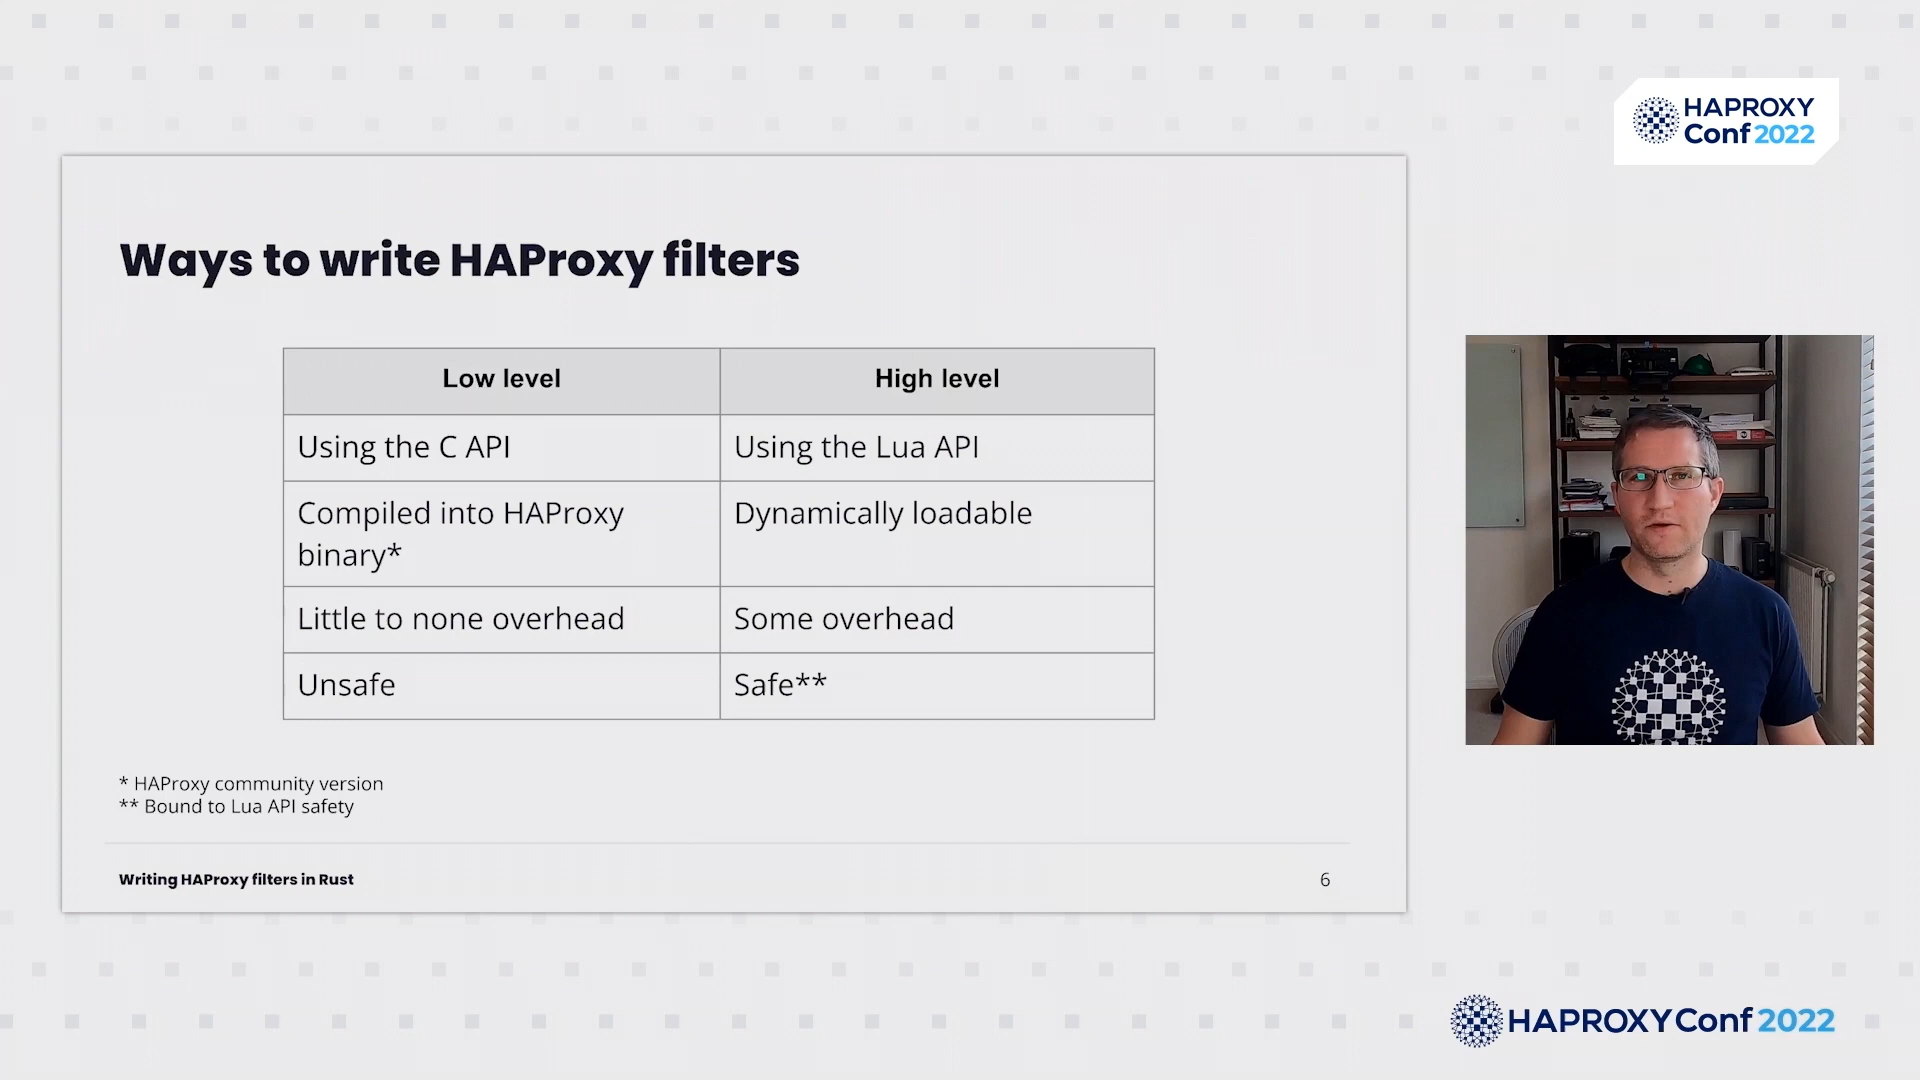 HAPROXY
Conf 2022
Ways to write HAProxy filters
Low level
High level
Using the C API
Using the Lua API
Compiled into HAProxy
binary*
Dynamically loadable
Little to none overhead
Some overhead
Unsafe
Safe**
* HAProxy community version
** Bound to Lua API safety
Writing HAProxy filters in Rust
6
HAPROXYConf 2022